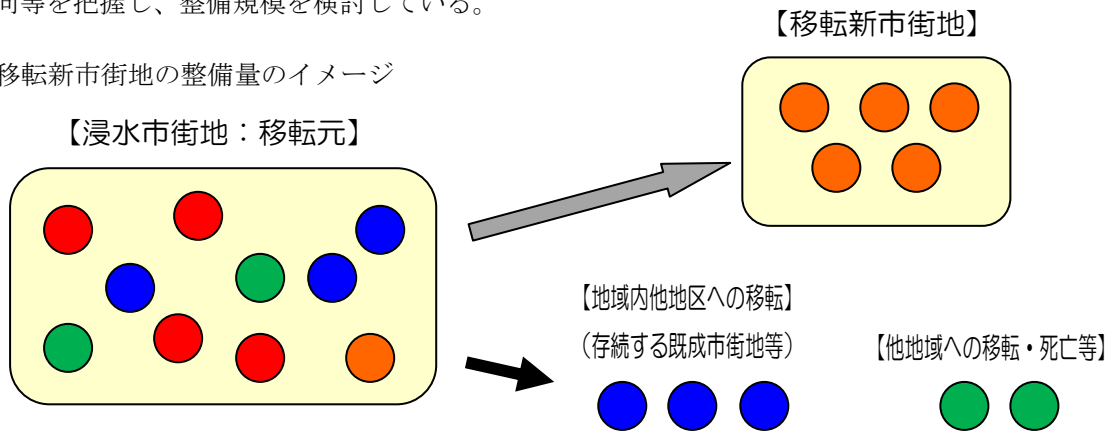 向等を把握し、整備規模を検討している。
【移転新市街地】
移転新市街地の整備量のイメージ
【浸水市街地：移転元】
【地域内他地区への移転】
（存続する既成市街地等）
【他地域への移転・死亡等】